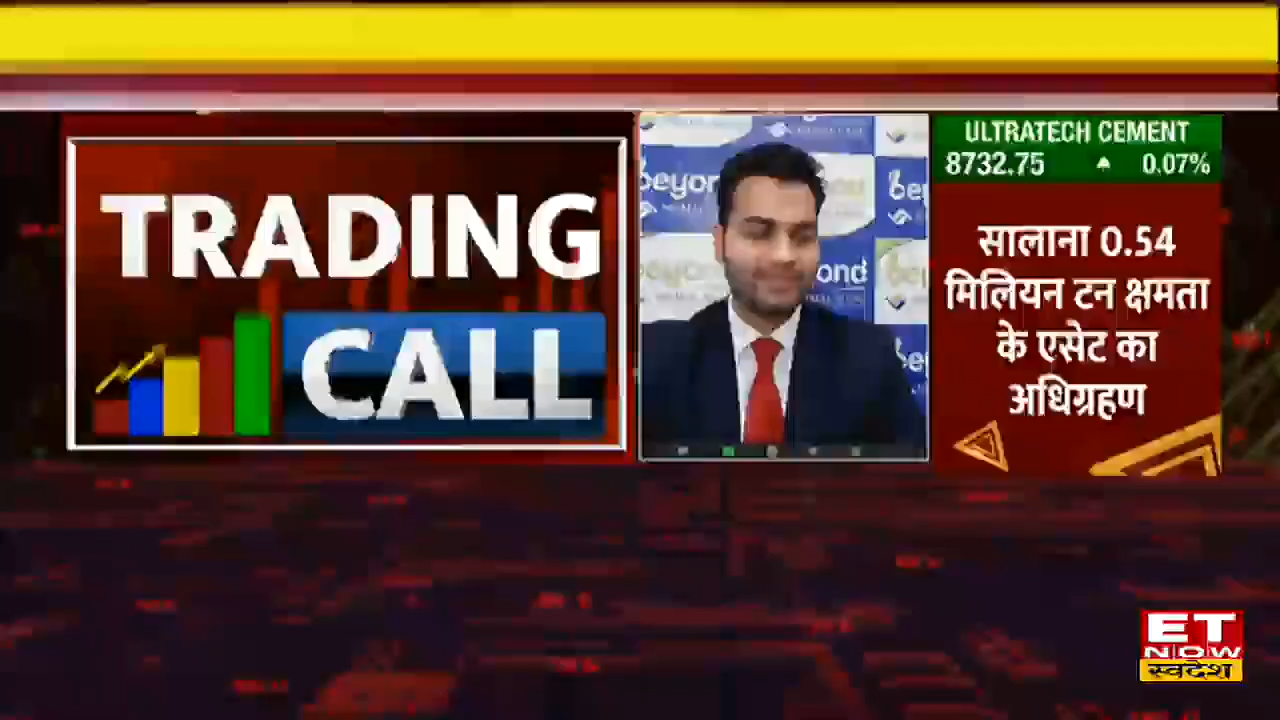 TRADING
CALL
beyond
ULTRATECH CEMENT
8732.75 ▲ 0.07%
सालाना 0.54
मिलियन टन क्षमता
के एसेट का
अधिग्रहण
ET
NOW
स्वदेश